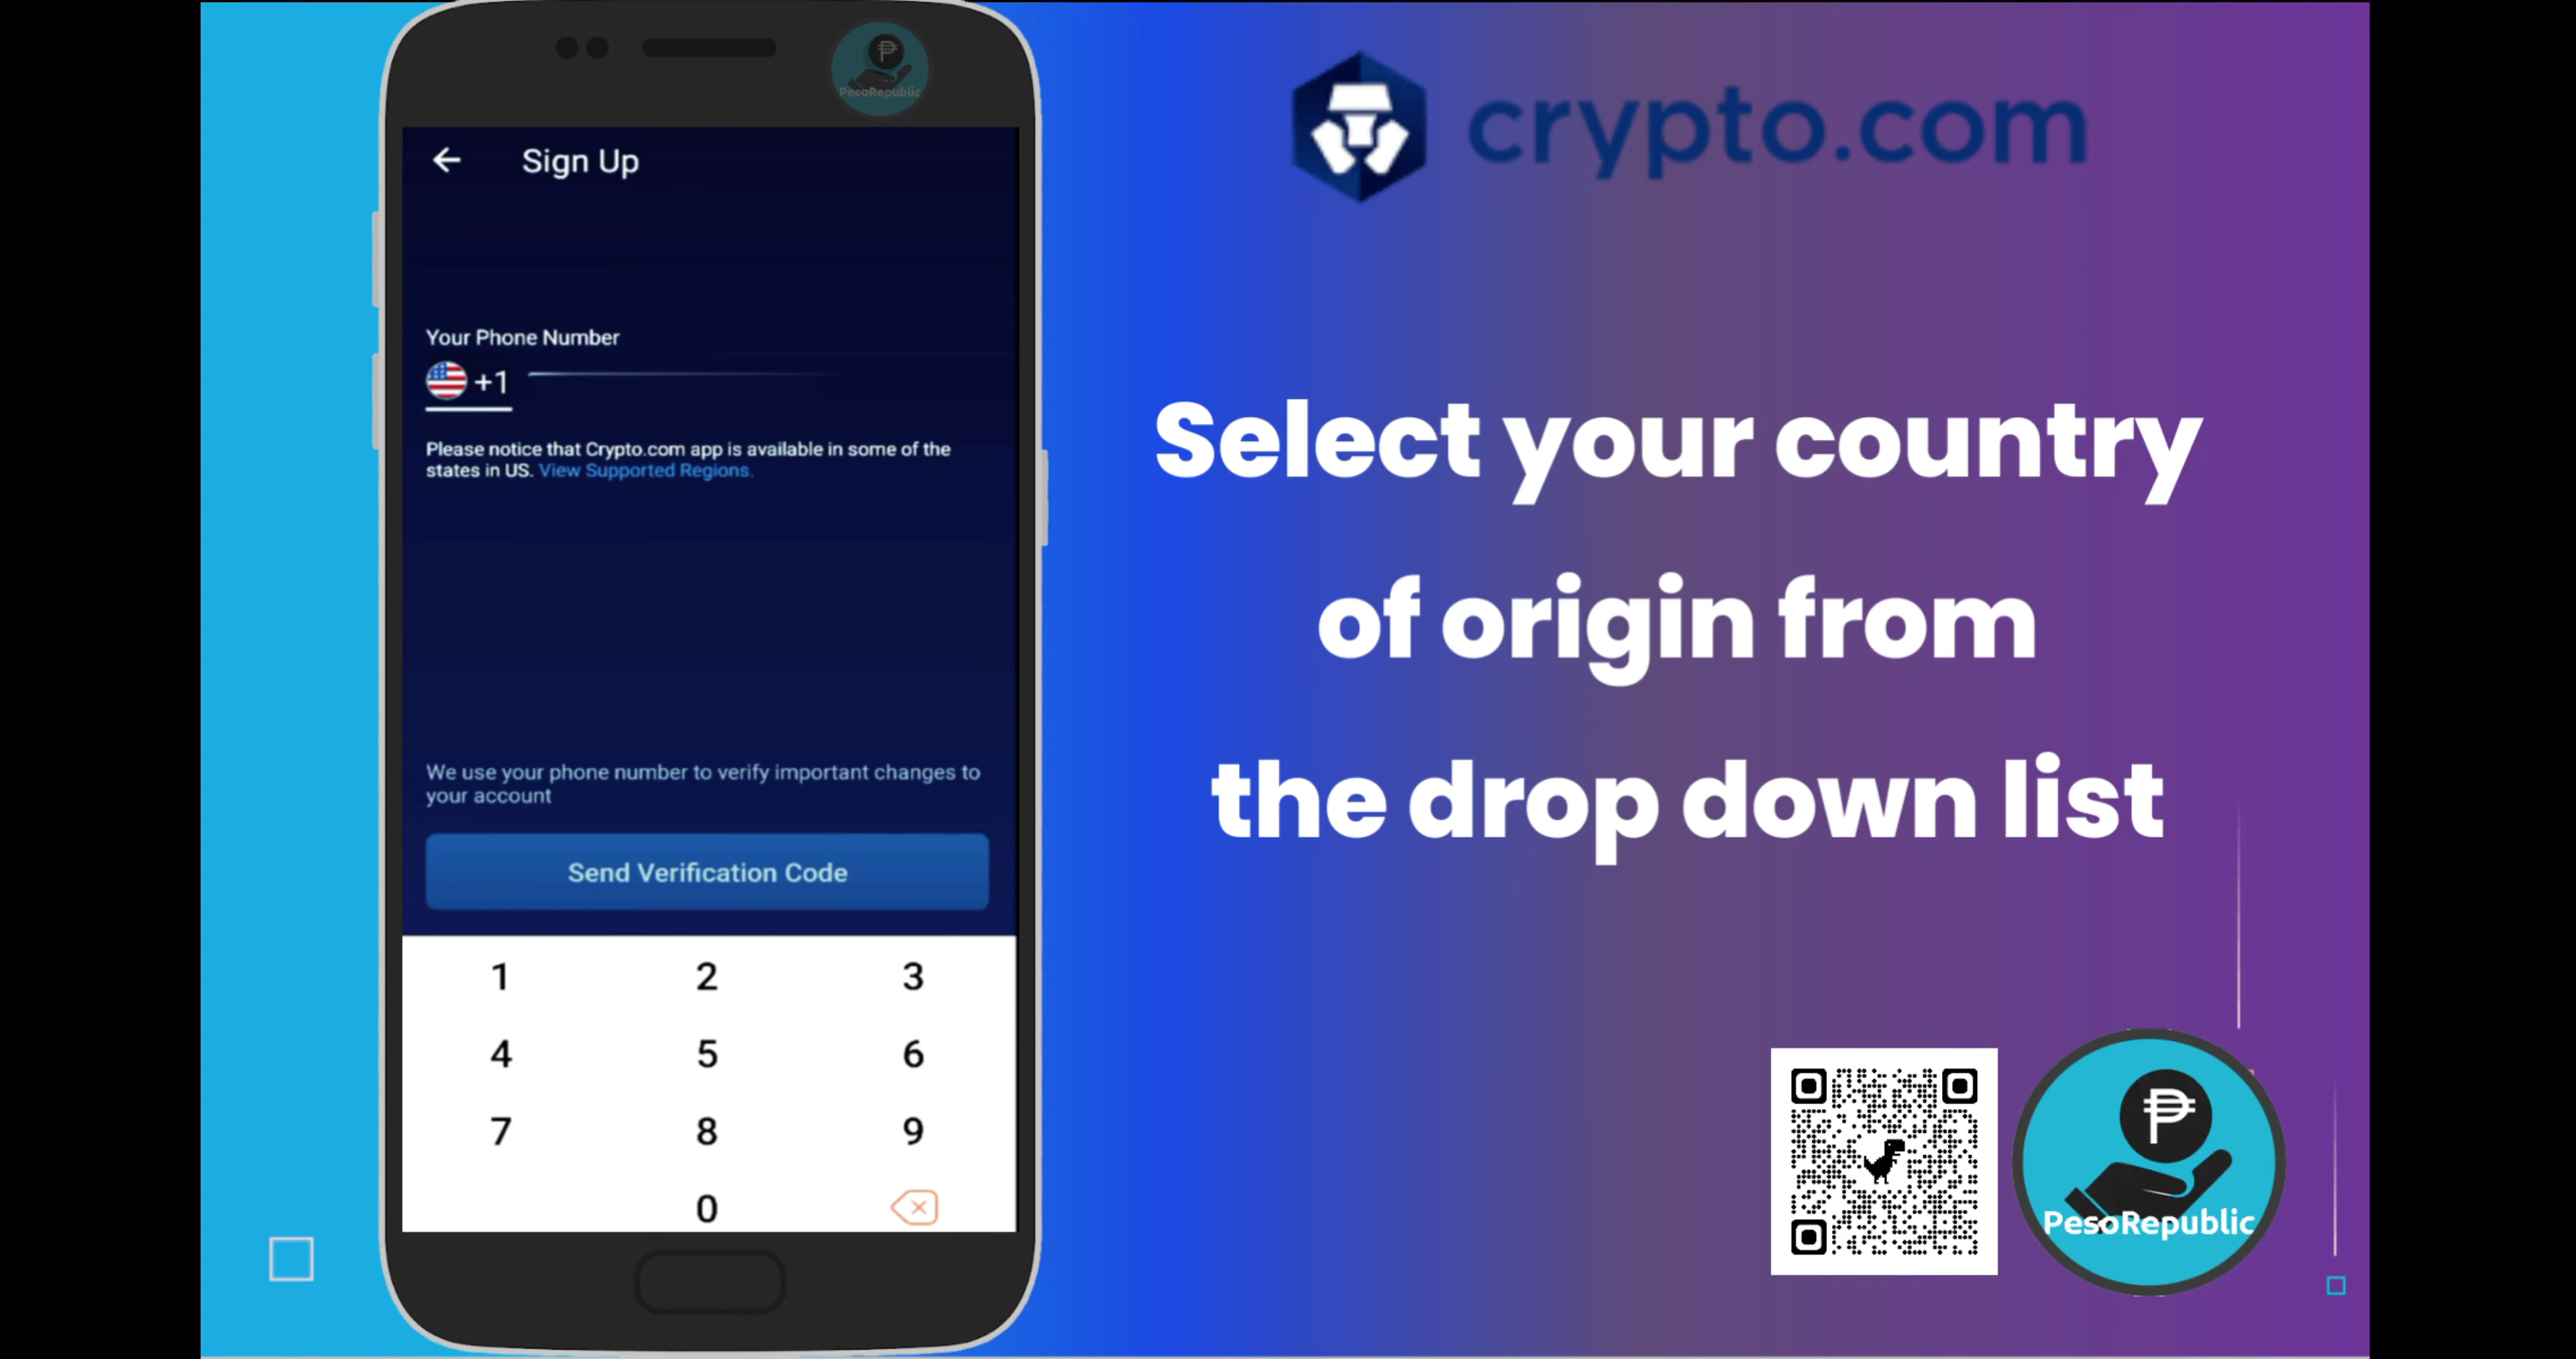 PesoRepublic
Sign Up
Your Phone Number
+1
Please notice that Crypto.com app is available in some of the
states in US. View Supported Regions.
We use your phone number to verify important changes to
your account
Send Verification Code
1 2 3
4 5 6
7 8 9
0
crypto.com
Select your country
of origin from
the drop down list
PesoRepublic